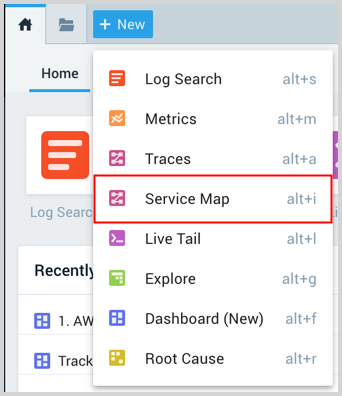 + New
Home
Log Search alt+s
Metrics alt+m
Traces alt+a
Service Map alt+i
Live Tail alt+l
Explore alt+g
Dashboard (New) alt+f
Root Cause alt+r
Log Searc
Recently
1. AW
Track